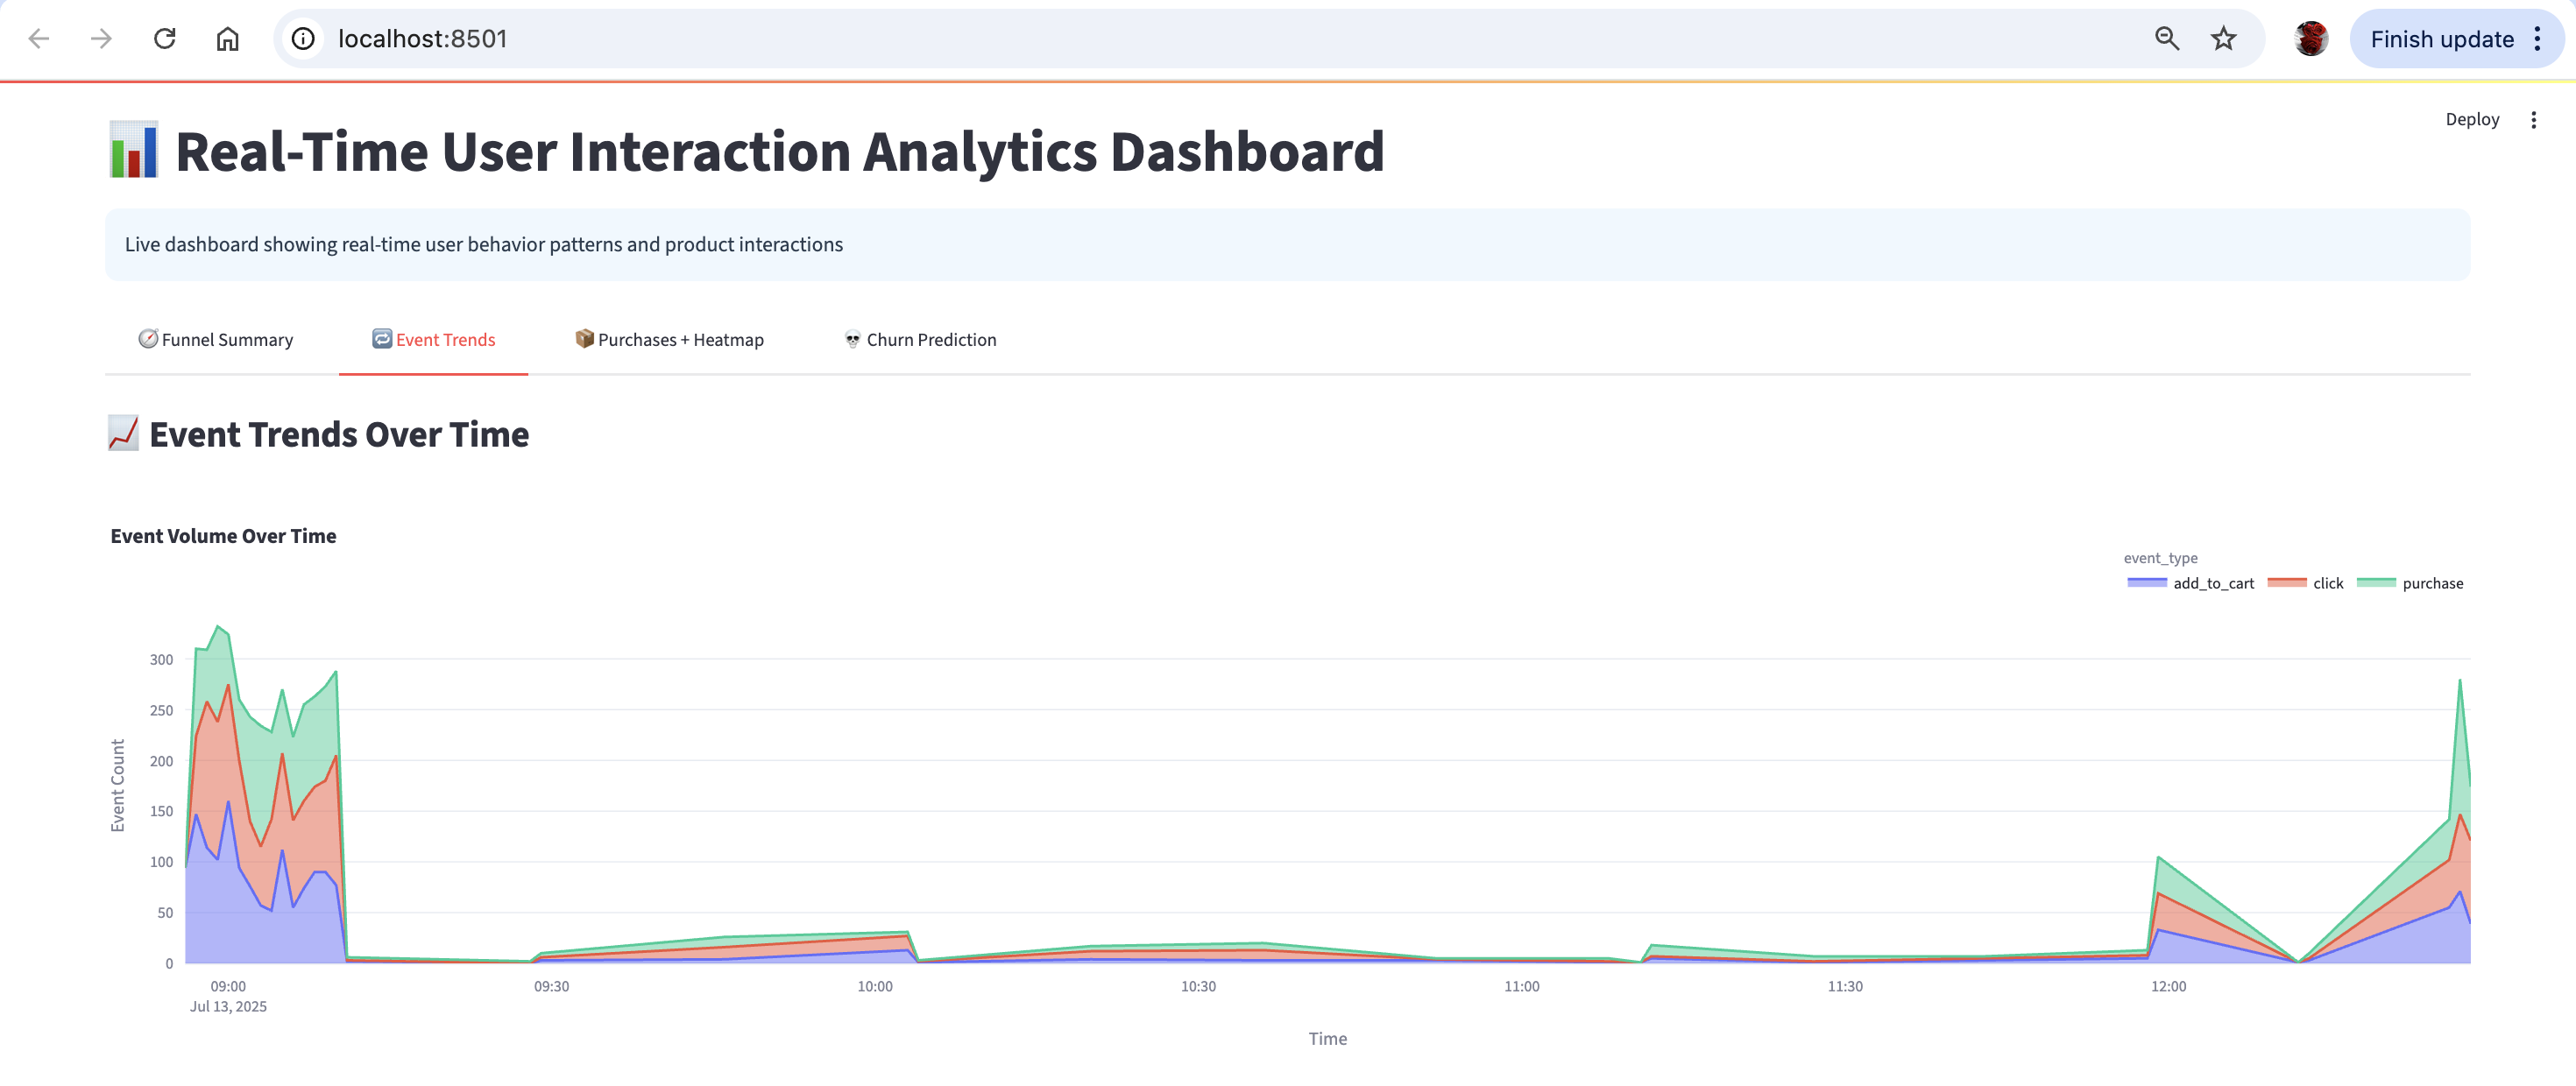 localhost:8501
Finish update
Deploy
Real-Time User Interaction Analytics Dashboard
Live dashboard showing real-time user behavior patterns and product interactions
Funnel Summary
Event Trends
Purchases + Heatmap
Churn Prediction
Event Trends Over Time
Event Volume Over Time
event_type
add_to_cart
click
purchase
Event Count
300
250
200
150
100
50
0
09:00
Jul 13, 2025
09:30
10:00
10:30
11:00
11:30
12:00
Time